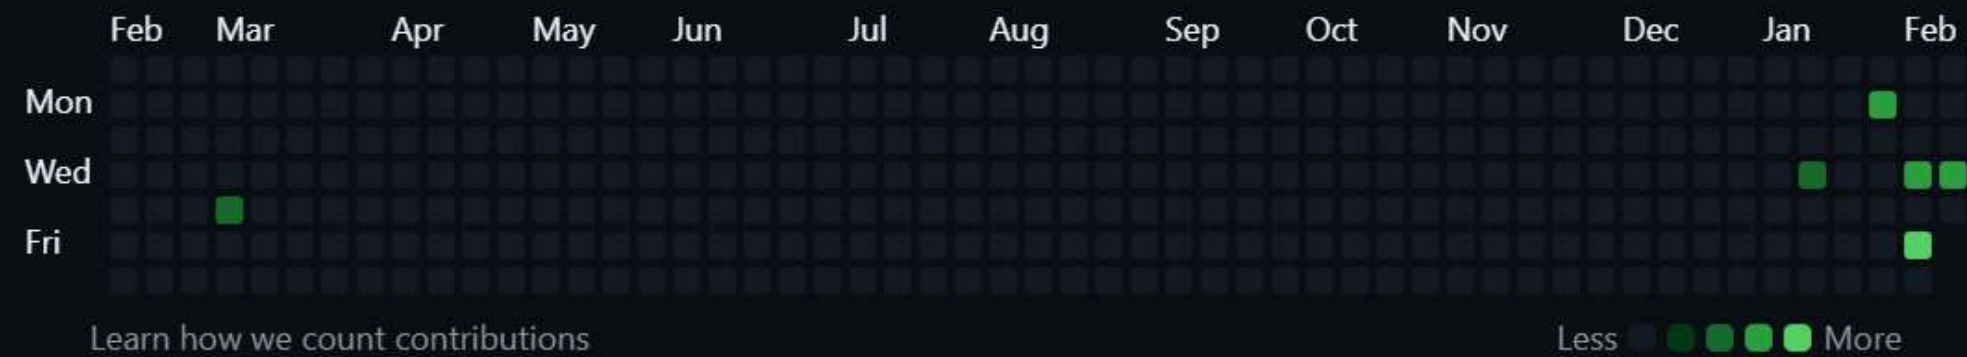 Feb Mar Apr May Jun Jul Aug Sep Oct Nov Dec Jan Feb
Mon
Wed
Fri
Learn how we count contributions Less More